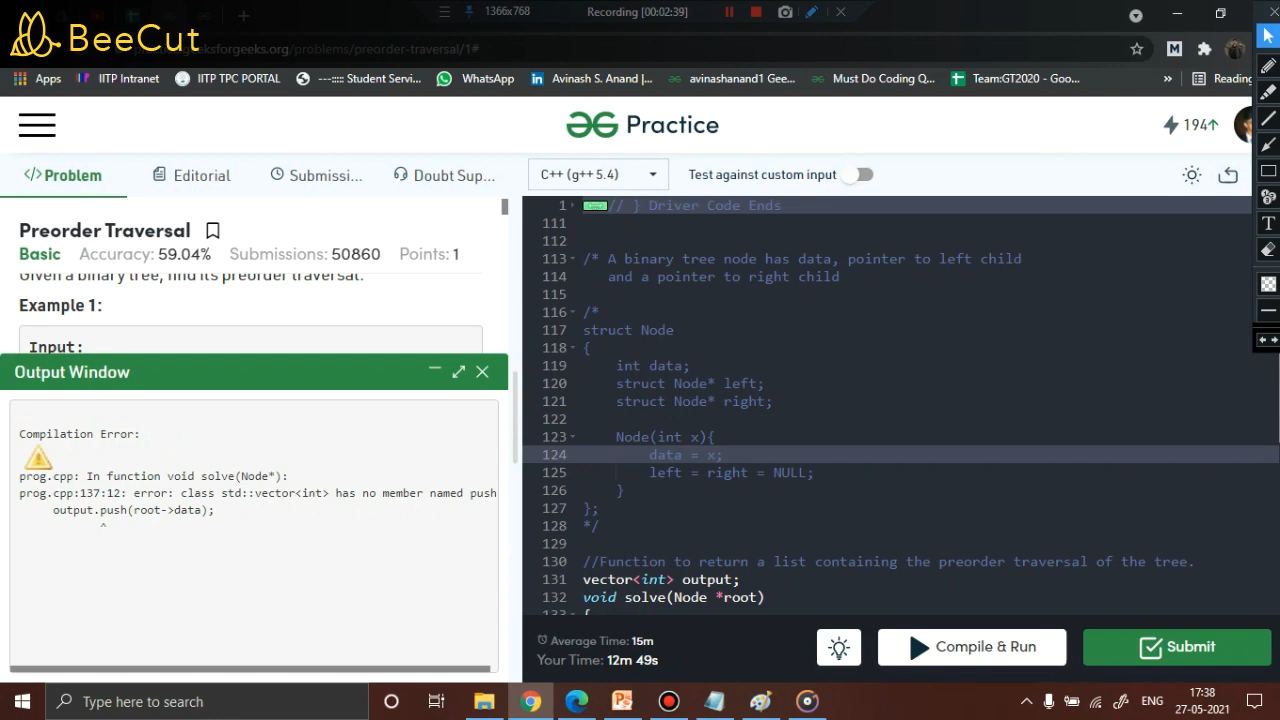 1366x768
Recording [00:02:39]
BeeCut
geeksforgeeks.org/problems/preorder-traversal/1#
Apps
IITP Intranet
IITP TPC PORTAL
---::::: Student Servi...
WhatsApp
Avinash S. Anand |...
avinashanand1 Gee...
Must Do Coding Q...
Team:GT2020 - Goo...
»
Reading
Practice
194↑
</>Problem
Editorial
Submissi...
Doubt Sup...
C++ (g++ 5.4)
Test against custom input
Preorder Traversal
Basic Accuracy: 59.04% Submissions: 50860 Points: 1
Given a binary tree, find its preorder traversal.
Example 1:
Input:
Output Window
Compilation Error:
prog.cpp: In function void solve(Node*):
prog.cpp:137:12: error: class std::vector<int> has no member named push
output.push(root->data);
^
1 // } Driver Code Ends
111
112
113 /* A binary tree node has data, pointer to left child
114 and a pointer to right child
115
116 /*
117 struct Node
118 {
119 int data;
120 struct Node* left;
121 struct Node* right;
122
123 Node(int x){
124 data = x;
125 left = right = NULL;
126 }
127 };
128 */
129
130 //Function to return a list containing the preorder traversal of the tree.
131 vector<int> output;
132 void solve(Node *root)
133 {
Average Time: 15m
Your Time: 12m 49s
Compile & Run
Submit
Type here to search
ENG
17:38
27-05-2021